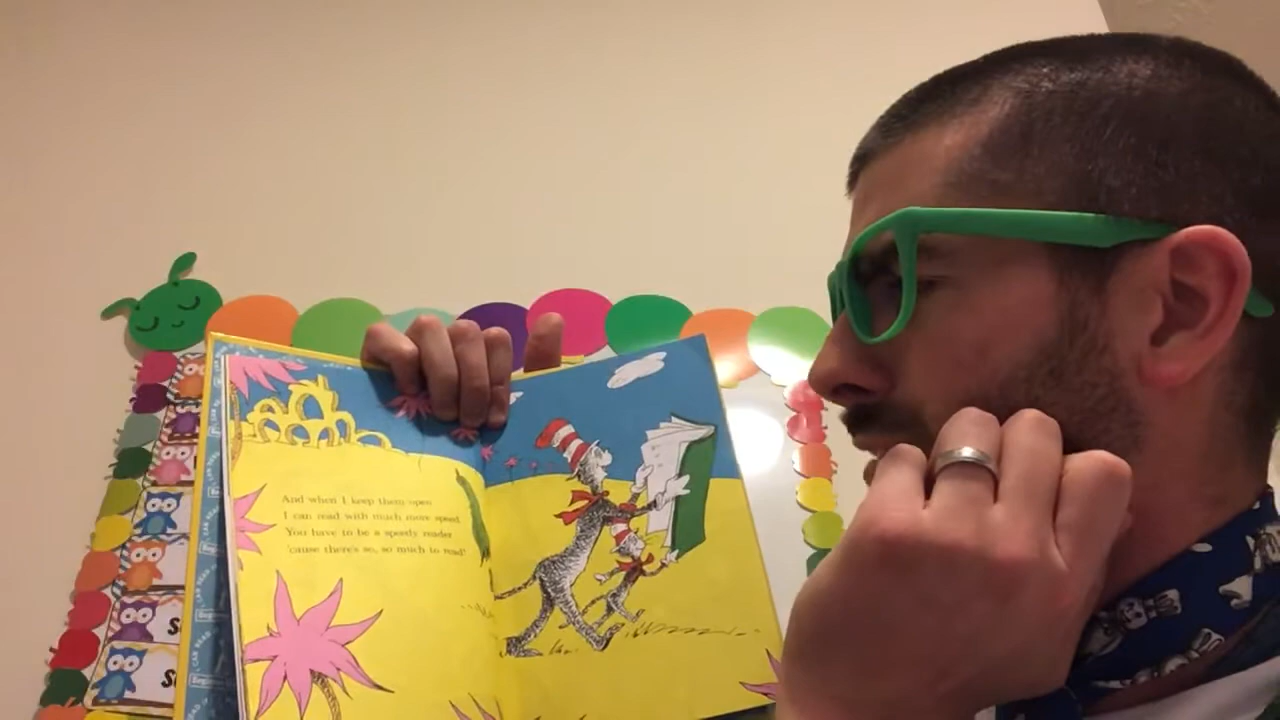 And when I keep them open
I can read with much more speed.
You have to be a speedy reader
'cause there's so, so much to read!